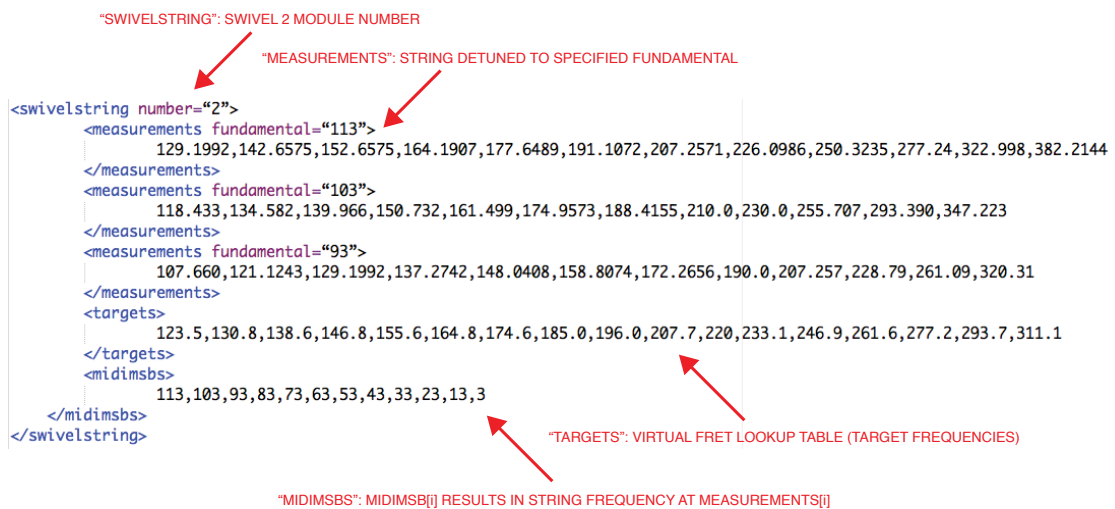 “SWIVELSTRING”: SWIVEL 2 MODULE NUMBER
“MEASUREMENTS”: STRING DETUNED TO SPECIFIED FUNDAMENTAL
<swivelstring number=“2”>
<measurements fundamental=“113”>
129.1992,142.6575,152.6575,164.1907,177.6489,191.1072,207.2571,226.0986,250.3235,277.24,322.998,382.2144
</measurements>
<measurements fundamental=“103”>
118.433,134.582,139.966,150.732,161.499,174.9573,188.4155,210.0,230.0,255.707,293.390,347.223
</measurements>
<measurements fundamental=“93”>
107.660,121.1243,129.1992,137.2742,148.0408,158.8074,172.2656,190.0,207.257,228.79,261.09,320.31
</measurements>
<targets>
123.5,130.8,138.6,146.8,155.6,164.8,174.6,185.0,196.0,207.7,220,233.1,246.9,261.6,277.2,293.7,311.1
</targets>
<midimsbs>
113,103,93,83,73,63,53,43,33,23,13,3
</midimsbs>
</swivelstring>
“TARGETS”: VIRTUAL FRET LOOKUP TABLE (TARGET FREQUENCIES)
“MIDIMSBS”: MIDIMSB[i] RESULTS IN STRING FREQUENCY AT MEASUREMENTS[i]